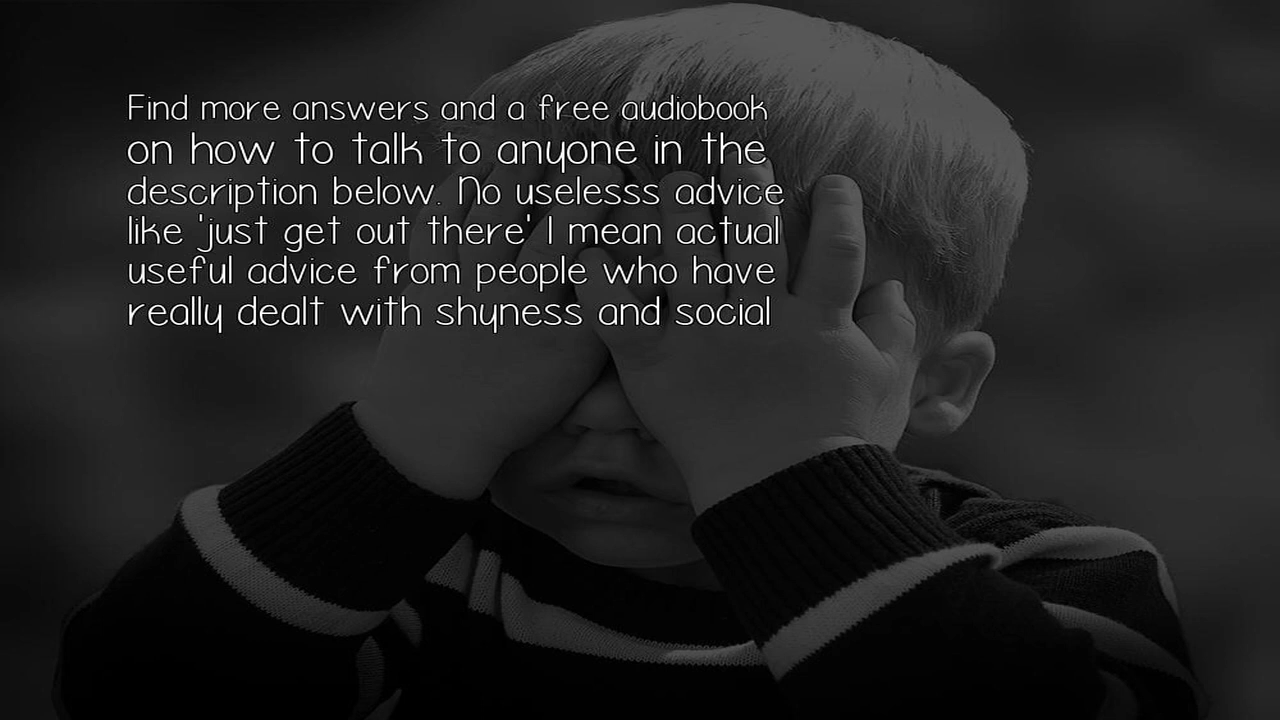 Find more answers and a free audiobook
on how to talk to anyone in the
description below. No uselesss advice
like 'just get out there' I mean actual
useful advice from people who have
really dealt with shyness and social